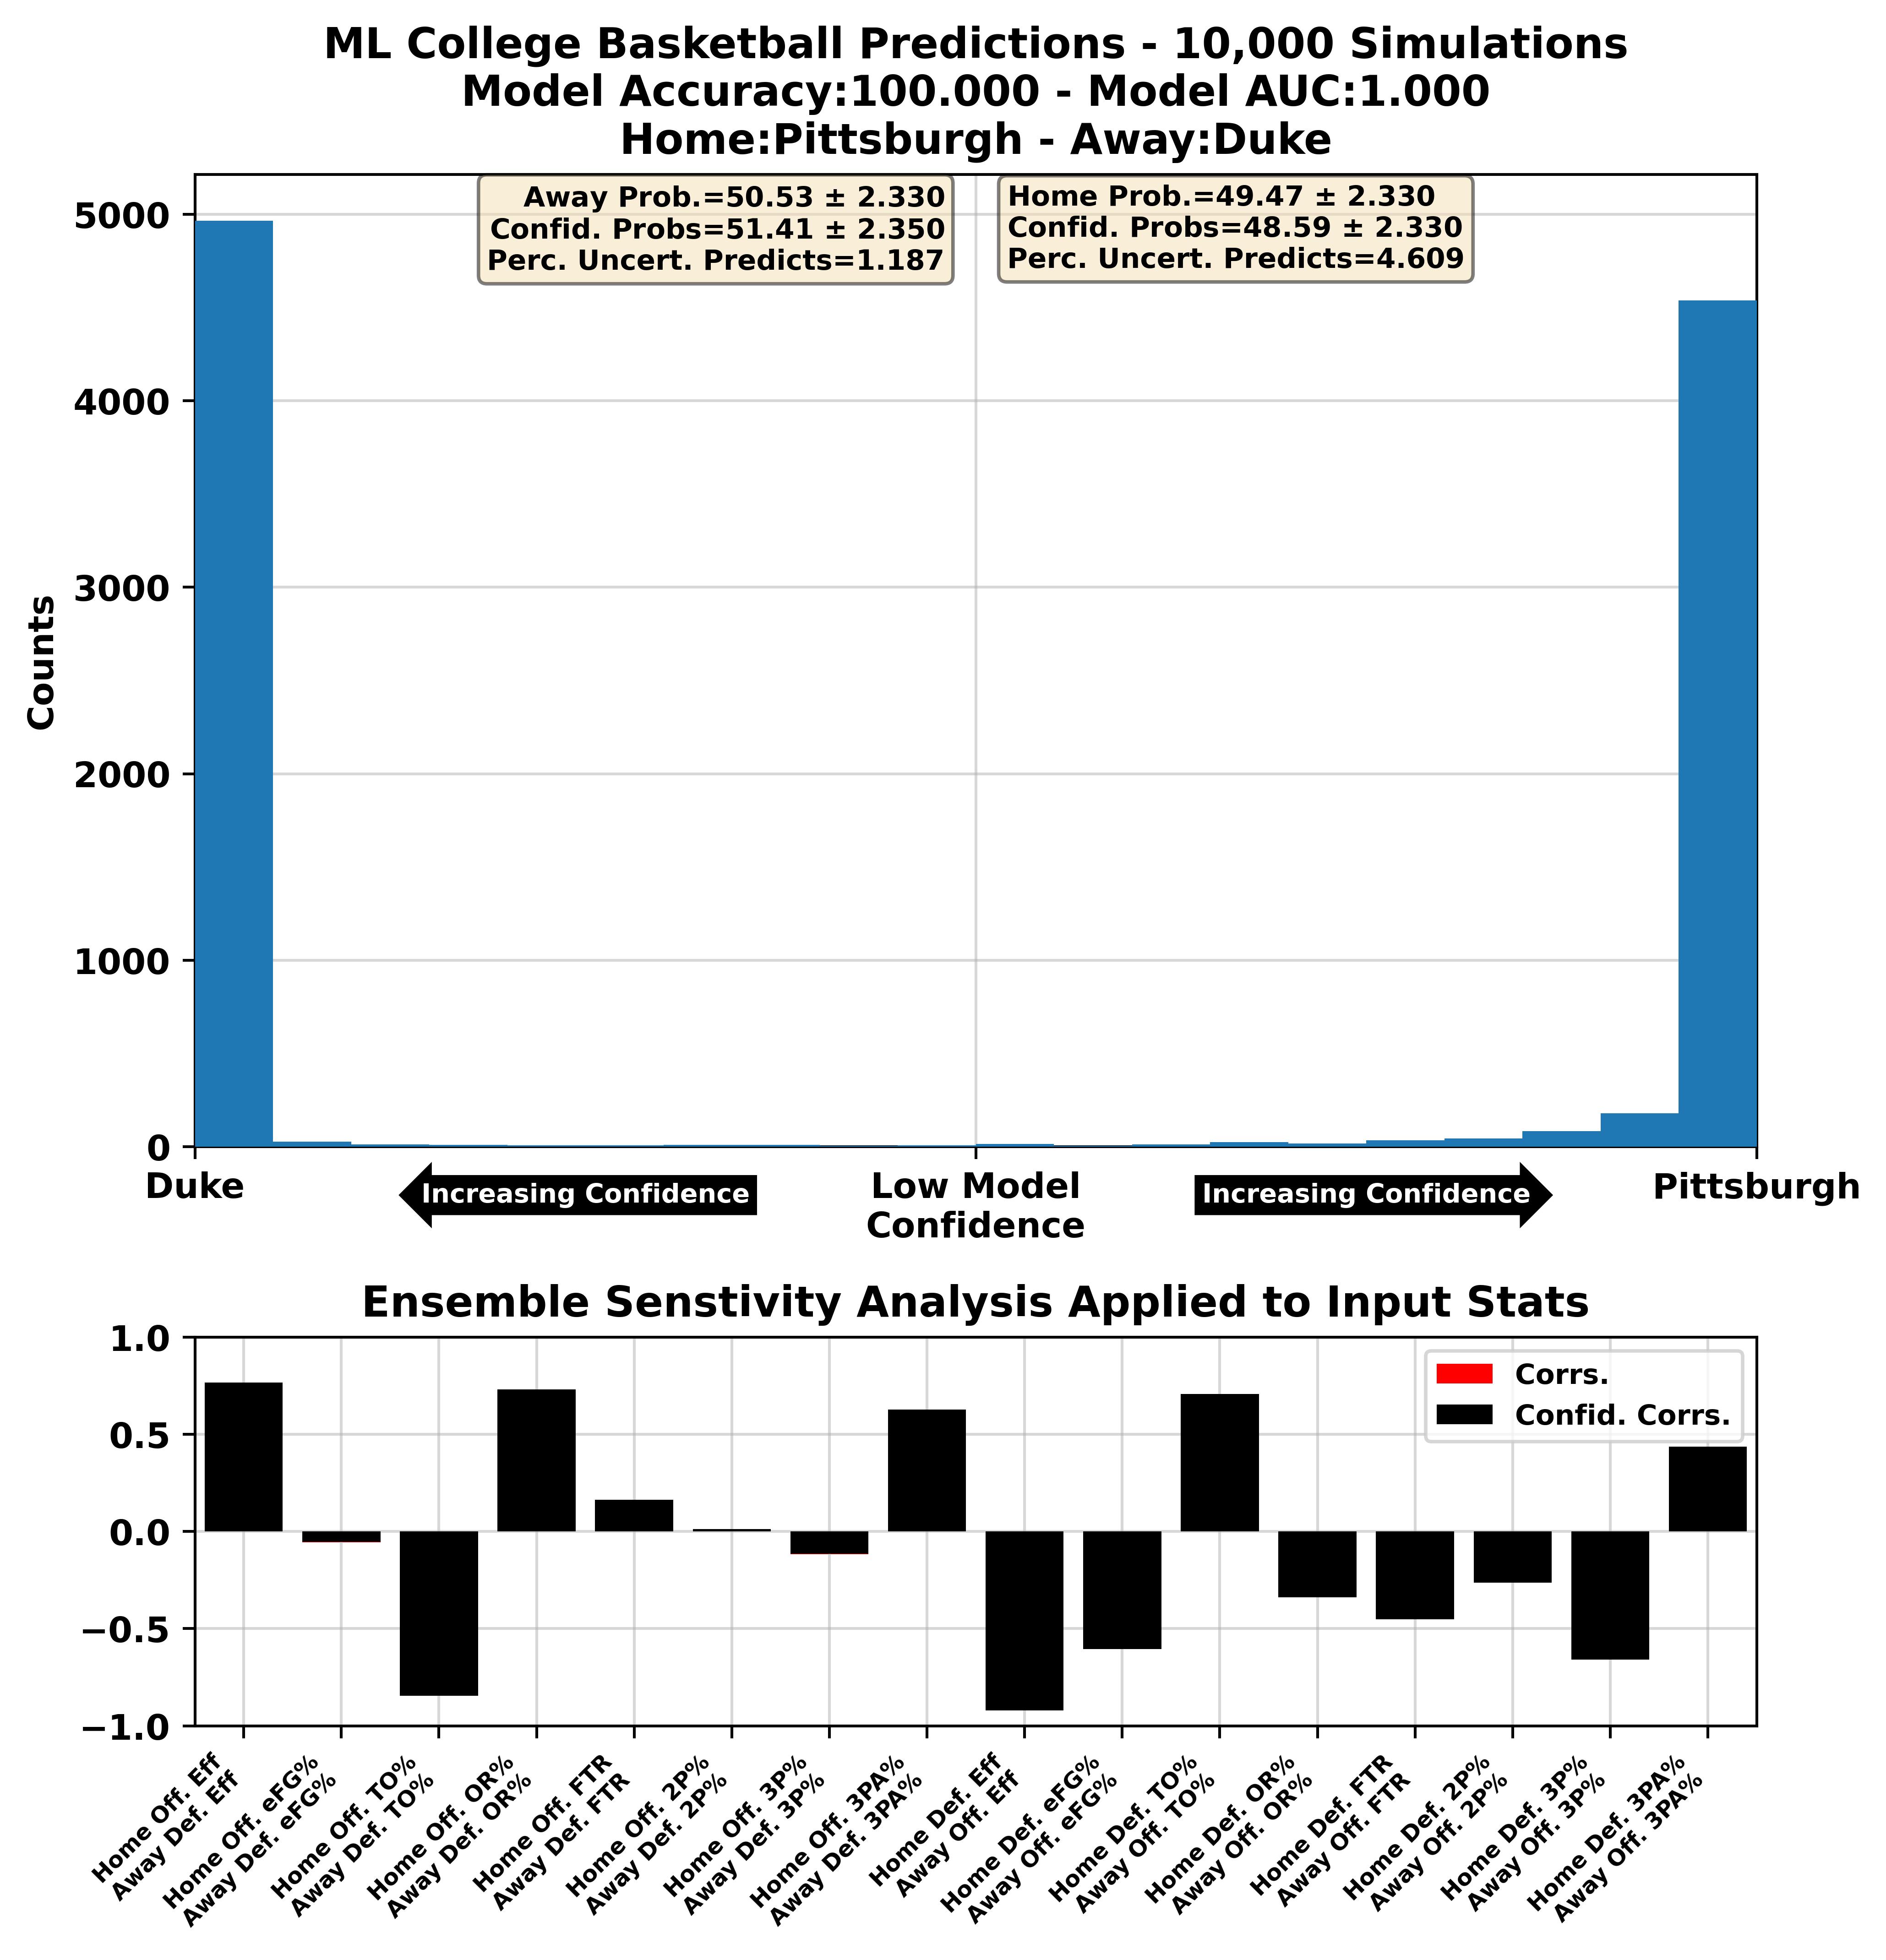 ML College Basketball Predictions - 10,000 Simulations
Model Accuracy:100.000 - Model AUC:1.000
Home:Pittsburgh - Away:Duke
Away Prob.=50.53 ± 2.330
Confid. Probs=51.41 ± 2.350
Perc. Uncert. Predicts=1.187
Home Prob.=49.47 ± 2.330
Confid. Probs=48.59 ± 2.330
Perc. Uncert. Predicts=4.609
5000
4000
3000
2000
1000
0
Counts
Duke
Increasing Confidence
Low Model
Confidence
Increasing Confidence
Pittsburgh
Ensemble Senstivity Analysis Applied to Input Stats
1.0
0.5
0.0
−0.5
−1.0
Corrs.
Confid. Corrs.
Home Off. Eff
Away Def. Eff
Home Off. eFG%
Away Def. eFG%
Home Off. TO%
Away Def. TO%
Home Off. OR%
Away Def. OR%
Home Off. FTR
Away Def. FTR
Home Off. 2P%
Away Def. 2P%
Home Off. 3P%
Away Def. 3P%
Home Off. 3PA%
Away Def. 3PA%
Home Def. Eff
Away Off. Eff
Home Def. eFG%
Away Off. eFG%
Home Def. TO%
Away Off. TO%
Home Def. OR%
Away Off. OR%
Home Def. FTR
Away Off. FTR
Home Def. 2P%
Away Off. 2P%
Home Def. 3P%
Away Off. 3P%
Home Def. 3PA%
Away Off. 3PA%